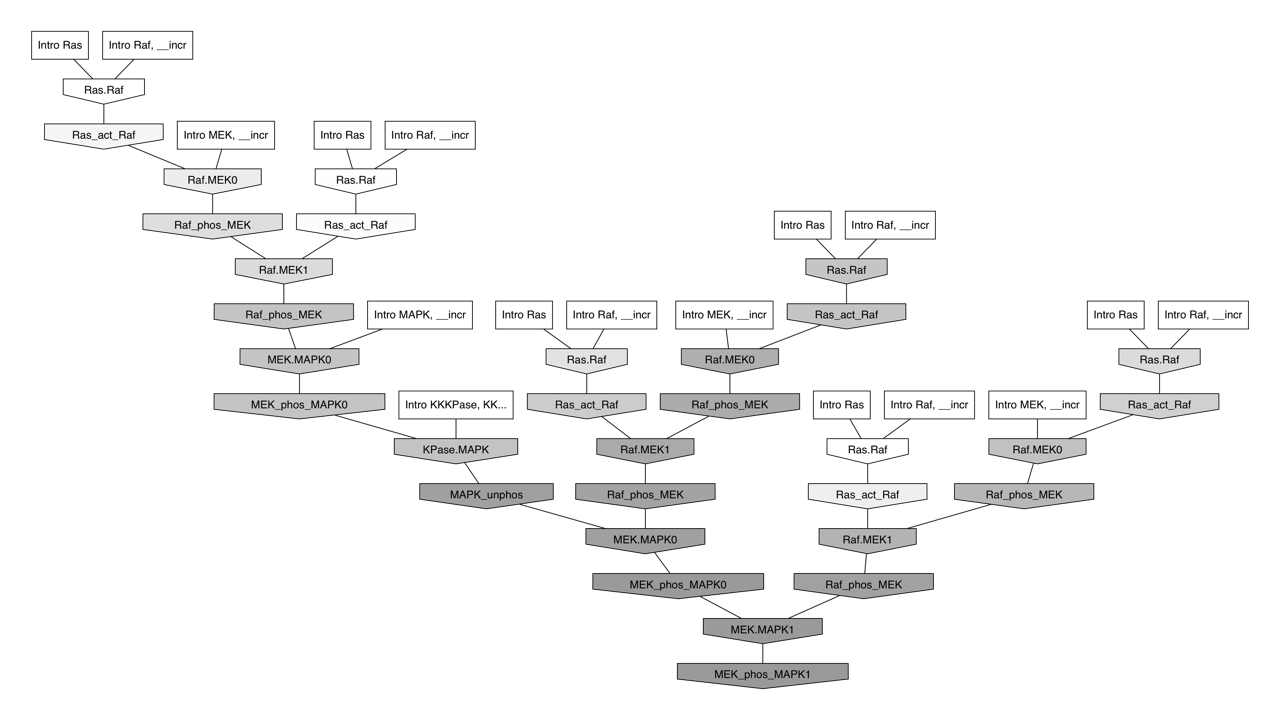 Intro Ras
Intro Raf, __incr
Ras.Raf
Ras_act_Raf
Intro MEK, __incr
Intro Ras
Intro Raf, __incr
Raf.MEK0
Ras.Raf
Raf_phos_MEK
Ras_act_Raf
Intro Ras
Intro Raf, __incr
Raf.MEK1
Ras.Raf
Raf_phos_MEK
Intro MAPK, __incr
Intro Ras
Intro Raf, __incr
Intro MEK, __incr
Ras_act_Raf
Intro Ras
Intro Raf, __incr
MEK.MAPK0
Ras.Raf
Raf.MEK0
Ras.Raf
MEK_phos_MAPK0
Intro KKKPase, KK...
Ras_act_Raf
Raf_phos_MEK
Intro Ras
Intro Raf, __incr
Intro MEK, __incr
Ras_act_Raf
KPase.MAPK
Raf.MEK1
Ras.Raf
Raf.MEK0
MAPK_unphos
Raf_phos_MEK
Ras_act_Raf
Raf_phos_MEK
MEK.MAPK0
Raf.MEK1
MEK_phos_MAPK0
Raf_phos_MEK
MEK.MAPK1
MEK_phos_MAPK1